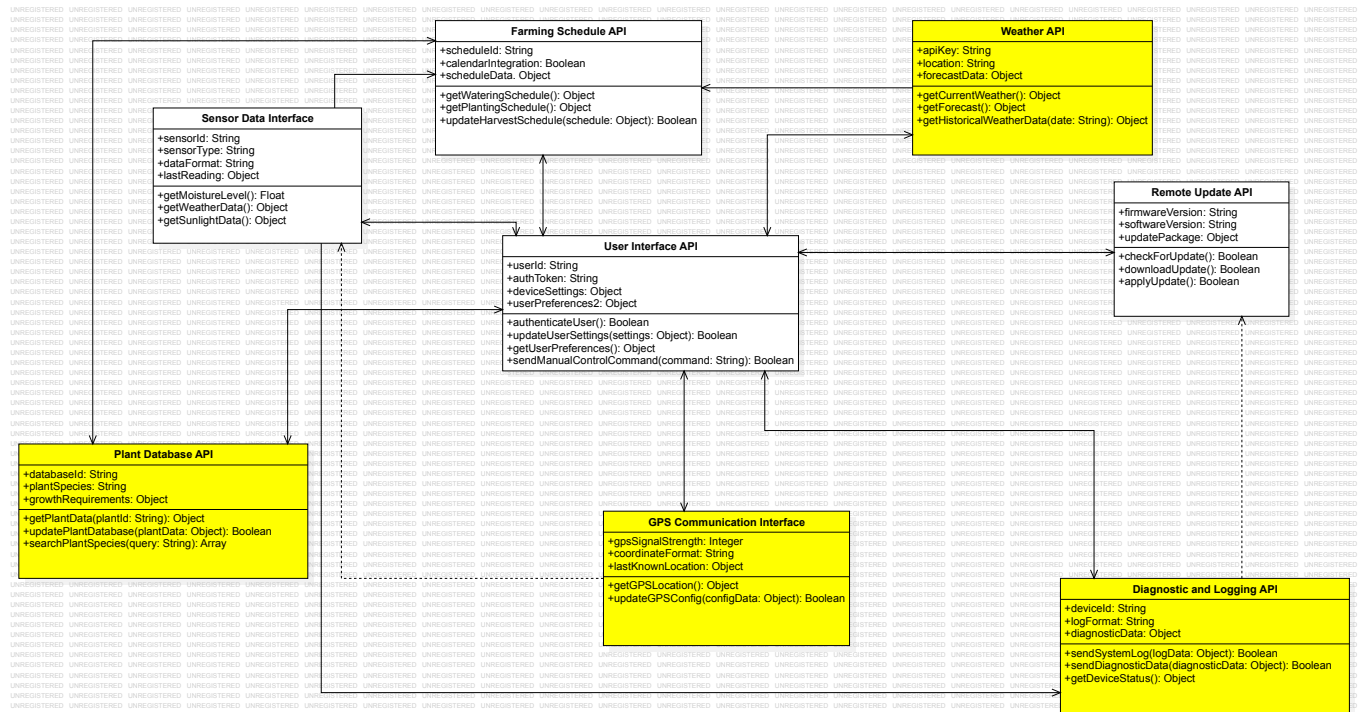 Farming Schedule API
+scheduleId: String
+calendarIntegration: Boolean
+scheduleData: Object
+getWateringSchedule(): Object
+getPlantingSchedule(): Object
+updateHarvestSchedule(schedule: Object): Boolean
Weather API
+apiKey: String
+location: String
+forecastData: Object
+getCurrentWeather(): Object
+getForecast(): Object
+getHistoricalWeatherData(date: String): Object
Sensor Data Interface
+sensorId: String
+sensorType: String
+dataFormat: String
+lastReading: Object
+getMoistureLevel(): Float
+getWeatherData(): Object
+getSunlightData(): Object
Remote Update API
+firmwareVersion: String
+softwareVersion: String
+updatePackage: Object
+checkForUpdate(): Boolean
+downloadUpdate(): Boolean
+applyUpdate(): Boolean
User Interface API
+userId: String
+authToken: String
+deviceSettings: Object
+userPreferences2: Object
+authenticateUser(): Boolean
+updateUserSettings(settings: Object): Boolean
+getUserPreferences(): Object
+sendManualControlCommand(command: String): Boolean
Plant Database API
+databaseId: String
+plantSpecies: String
+growthRequirements: Object
+getPlantData(plantId: String): Object
+updatePlantDatabase(plantData: Object): Boolean
+searchPlantSpecies(query: String): Array
GPS Communication Interface
+gpsSignalStrength: Integer
+coordinateFormat: String
+lastKnownLocation: Object
+getGPSLocation(): Object
+updateGPSConfig(configData: Object): Boolean
Diagnostic and Logging API
+deviceId: String
+logFormat: String
+diagnosticData: Object
+sendSystemLog(logData: Object): Boolean
+sendDiagnosticData(diagnosticData: Object): Boolean
+getDeviceStatus(): Object
UNREGISTERED